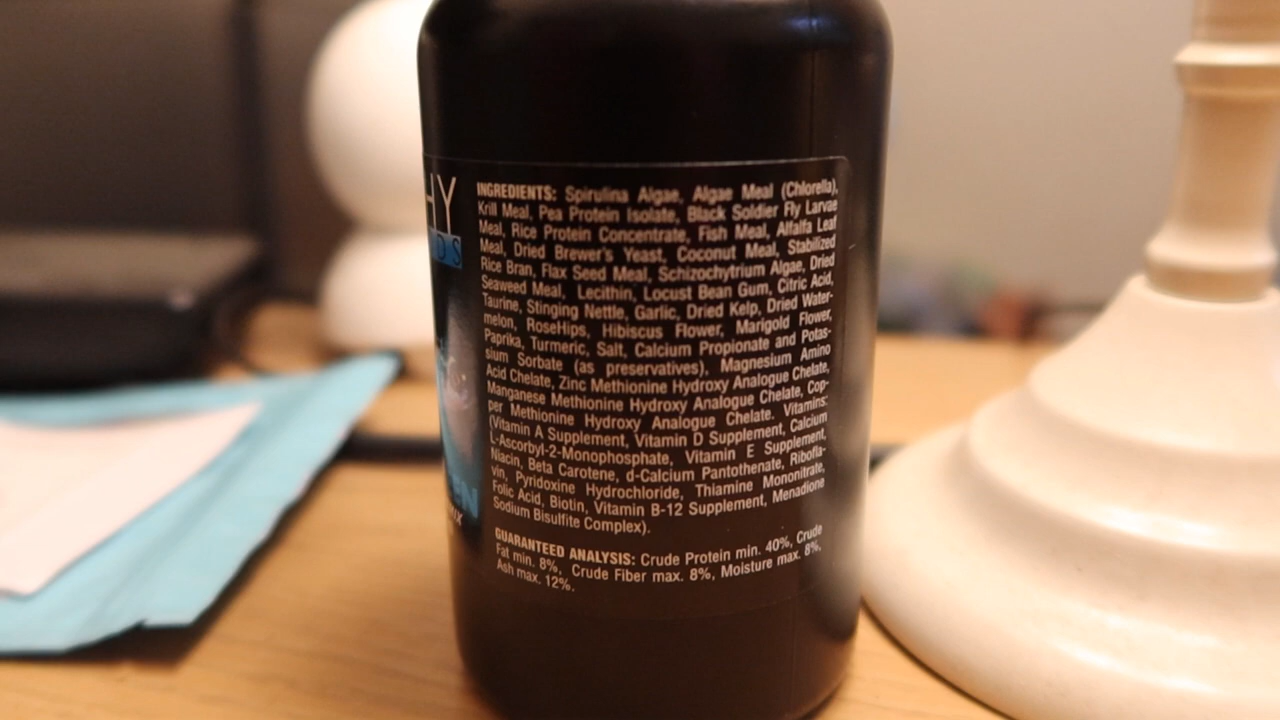 HY
DS
EN
INGREDIENTS: Spirulina Algae, Algae Meal (Chlorella),
Krill Meal, Pea Protein Isolate, Black Soldier Fly Larvae
Meal, Rice Protein Concentrate, Fish Meal, Alfalfa Leaf
Meal, Dried Brewer's Yeast, Coconut Meal, Stabilized
Rice Bran, Flax Seed Meal, Schizochytrium Algae, Dried
Seaweed Meal, Lecithin, Locust Bean Gum, Citric Acid,
Taurine, Stinging Nettle, Garlic, Dried Kelp, Dried Water-
melon, RoseHips, Hibiscus Flower, Marigold Flower,
Paprika, Turmeric, Salt, Calcium Propionate and Potas-
sium Sorbate (as preservatives), Magnesium Amino
Acid Chelate, Zinc Methionine Hydroxy Analogue Chelate,
Manganese Methionine Hydroxy Analogue Chelate, Cop-
per Methionine Hydroxy Analogue Chelate. Vitamins:
(Vitamin A Supplement, Vitamin D Supplement, Calcium
L-Ascorbyl-2-Monophosphate, Vitamin E Supplement,
Niacin, Beta Carotene, d-Calcium Pantothenate, Ribofla-
vin, Pyridoxine Hydrochloride, Thiamine Mononitrate,
Folic Acid, Biotin, Vitamin B-12 Supplement, Menadione
Sodium Bisulfite Complex).
GUARANTEED ANALYSIS: Crude Protein min. 40%, Crude
Fat min. 8%, Crude Fiber max. 8%, Moisture max. 8%,
Ash max. 12%.